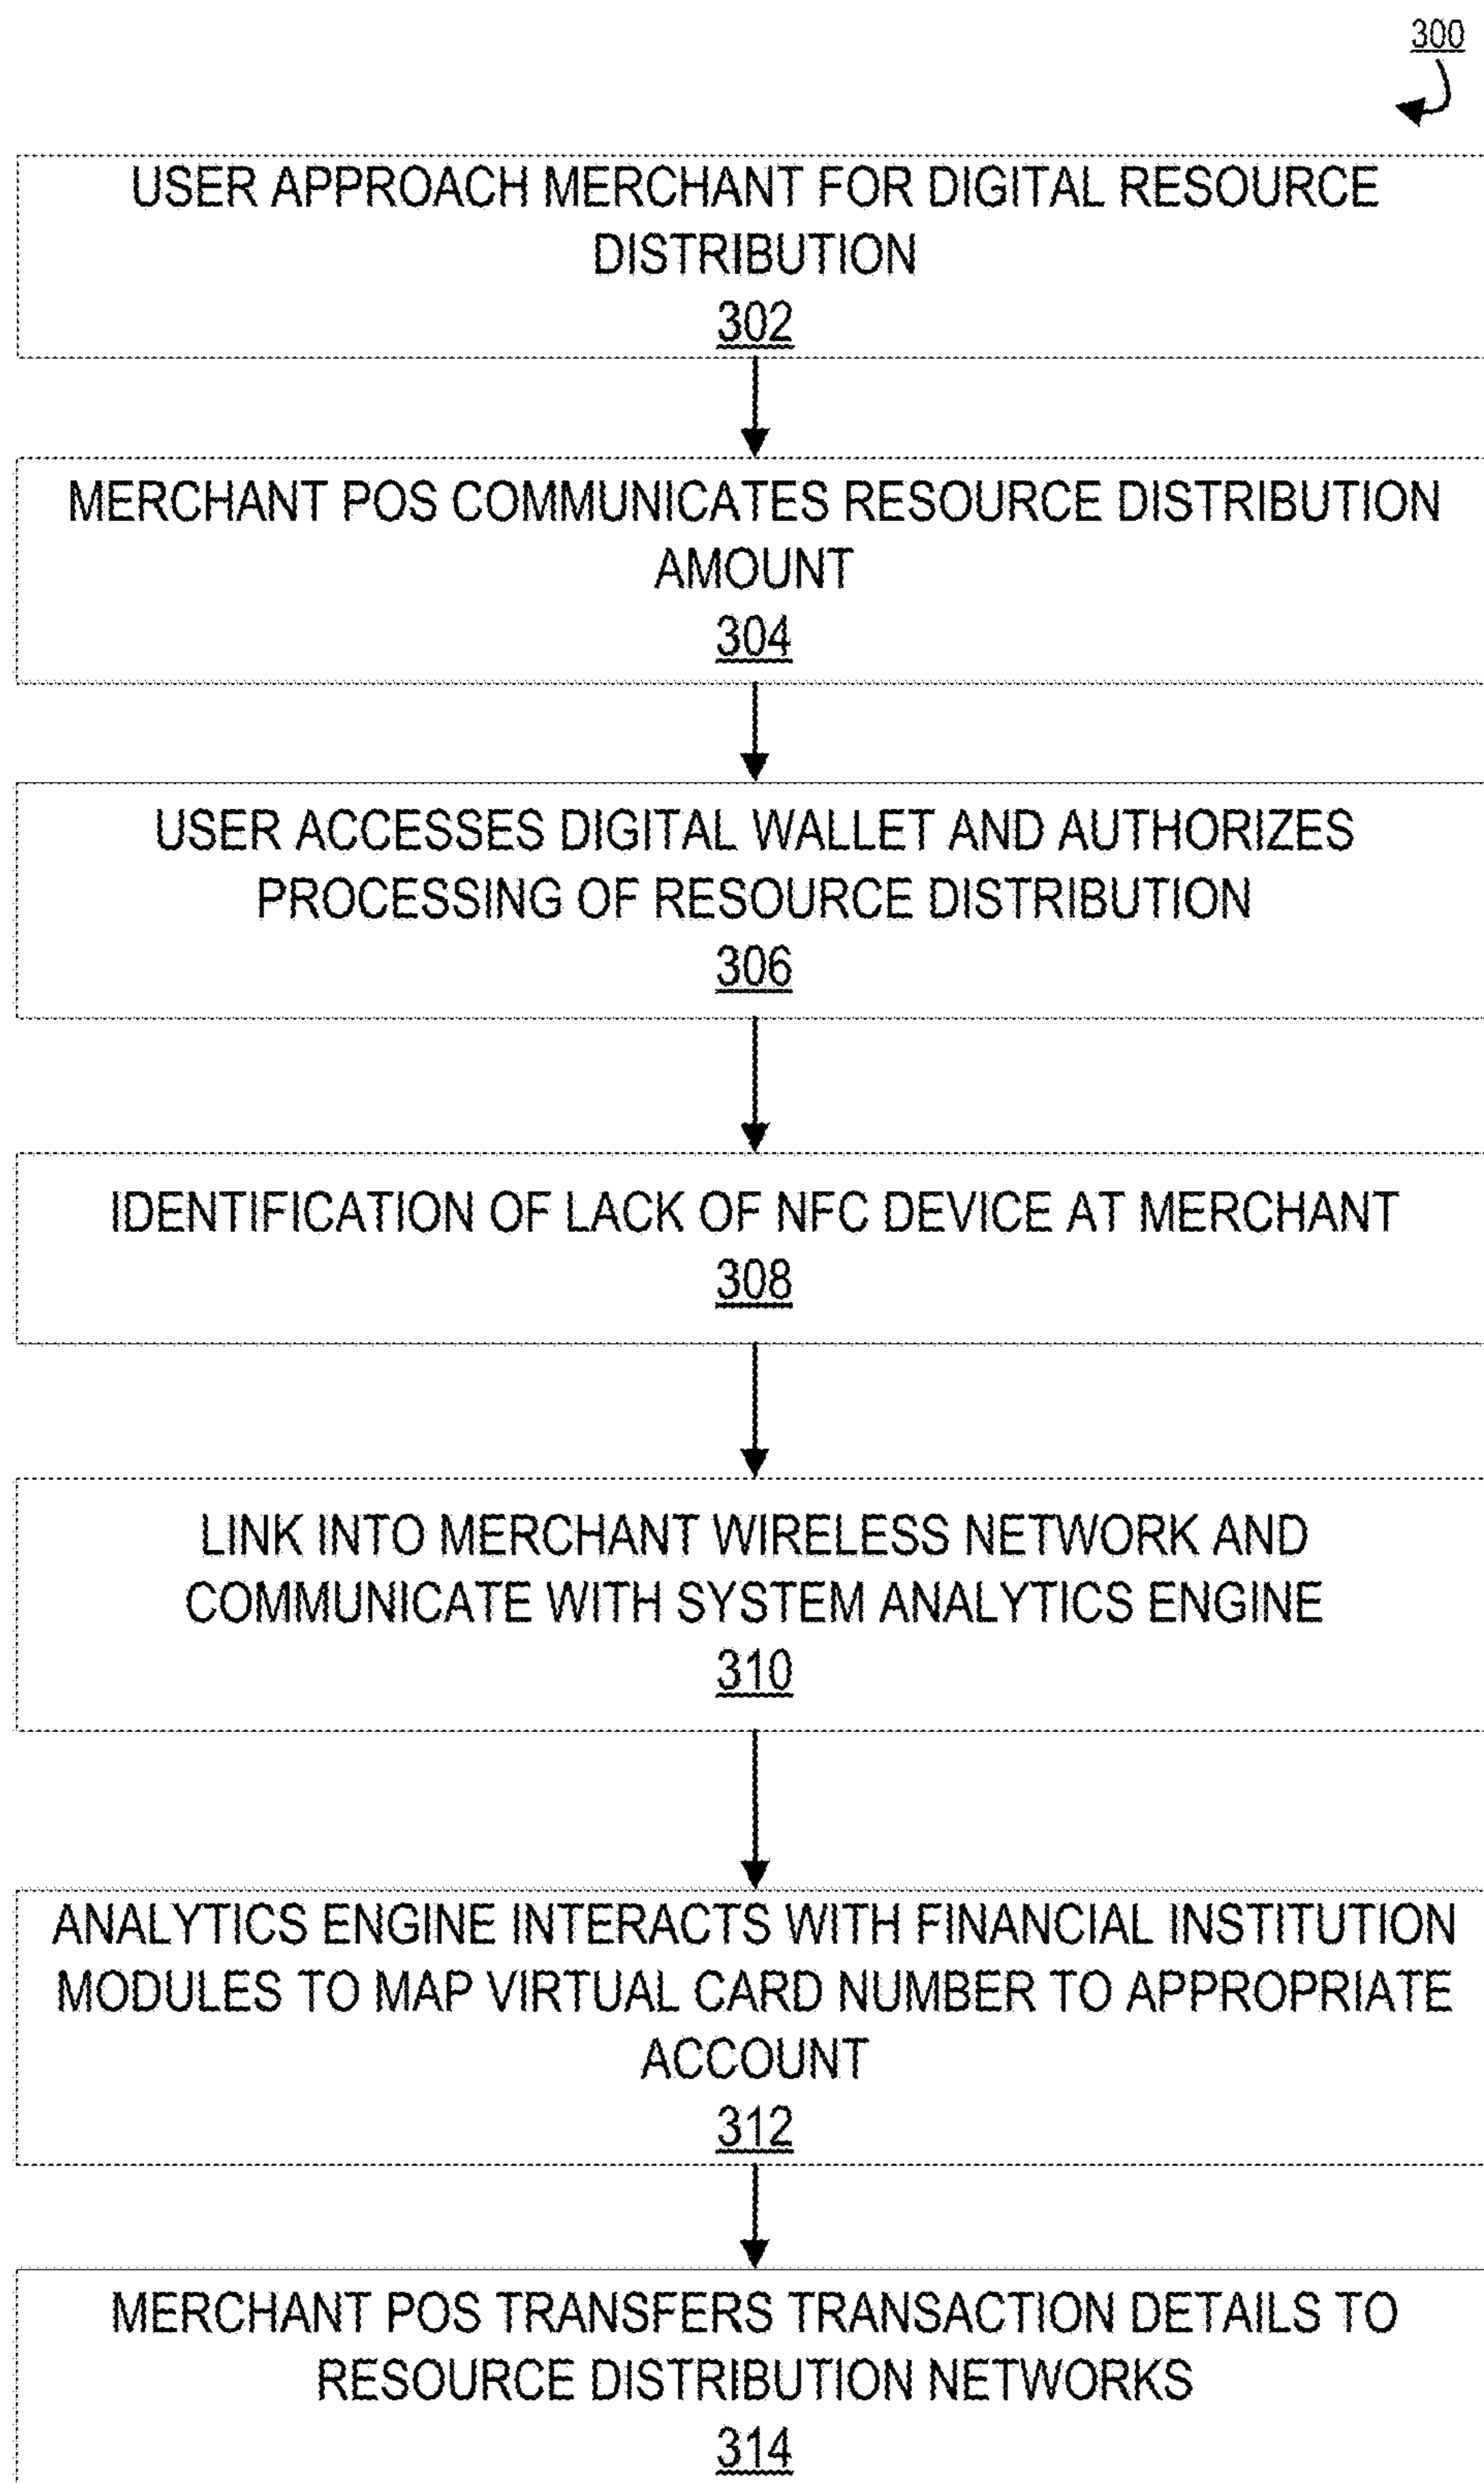 300
USER APPROACH MERCHANT FOR DIGITAL RESOURCE
DISTRIBUTION
302
MERCHANT POS COMMUNICATES RESOURCE DISTRIBUTION
AMOUNT
304
USER ACCESSES DIGITAL WALLET AND AUTHORIZES
PROCESSING OF RESOURCE DISTRIBUTION
306
IDENTIFICATION OF LACK OF NFC DEVICE AT MERCHANT
308
LINK INTO MERCHANT WIRELESS NETWORK AND
COMMUNICATE WITH SYSTEM ANALYTICS ENGINE
310
ANALYTICS ENGINE INTERACTS WITH FINANCIAL INSTITUTION
MODULES TO MAP VIRTUAL CARD NUMBER TO APPROPRIATE
ACCOUNT
312
MERCHANT POS TRANSFERS TRANSACTION DETAILS TO
RESOURCE DISTRIBUTION NETWORKS
314